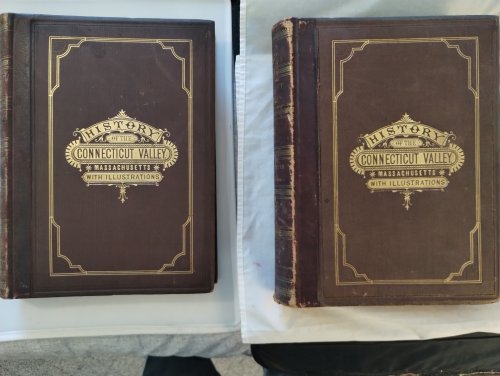 HISTORY
OF THE
CONNECTICUT VALLEY
MASSACHUSETTS
WITH ILLUSTRATIONS
HISTORY
OF THE
CONNECTICUT VALLEY
MASSACHUSETTS
WITH ILLUSTRATIONS